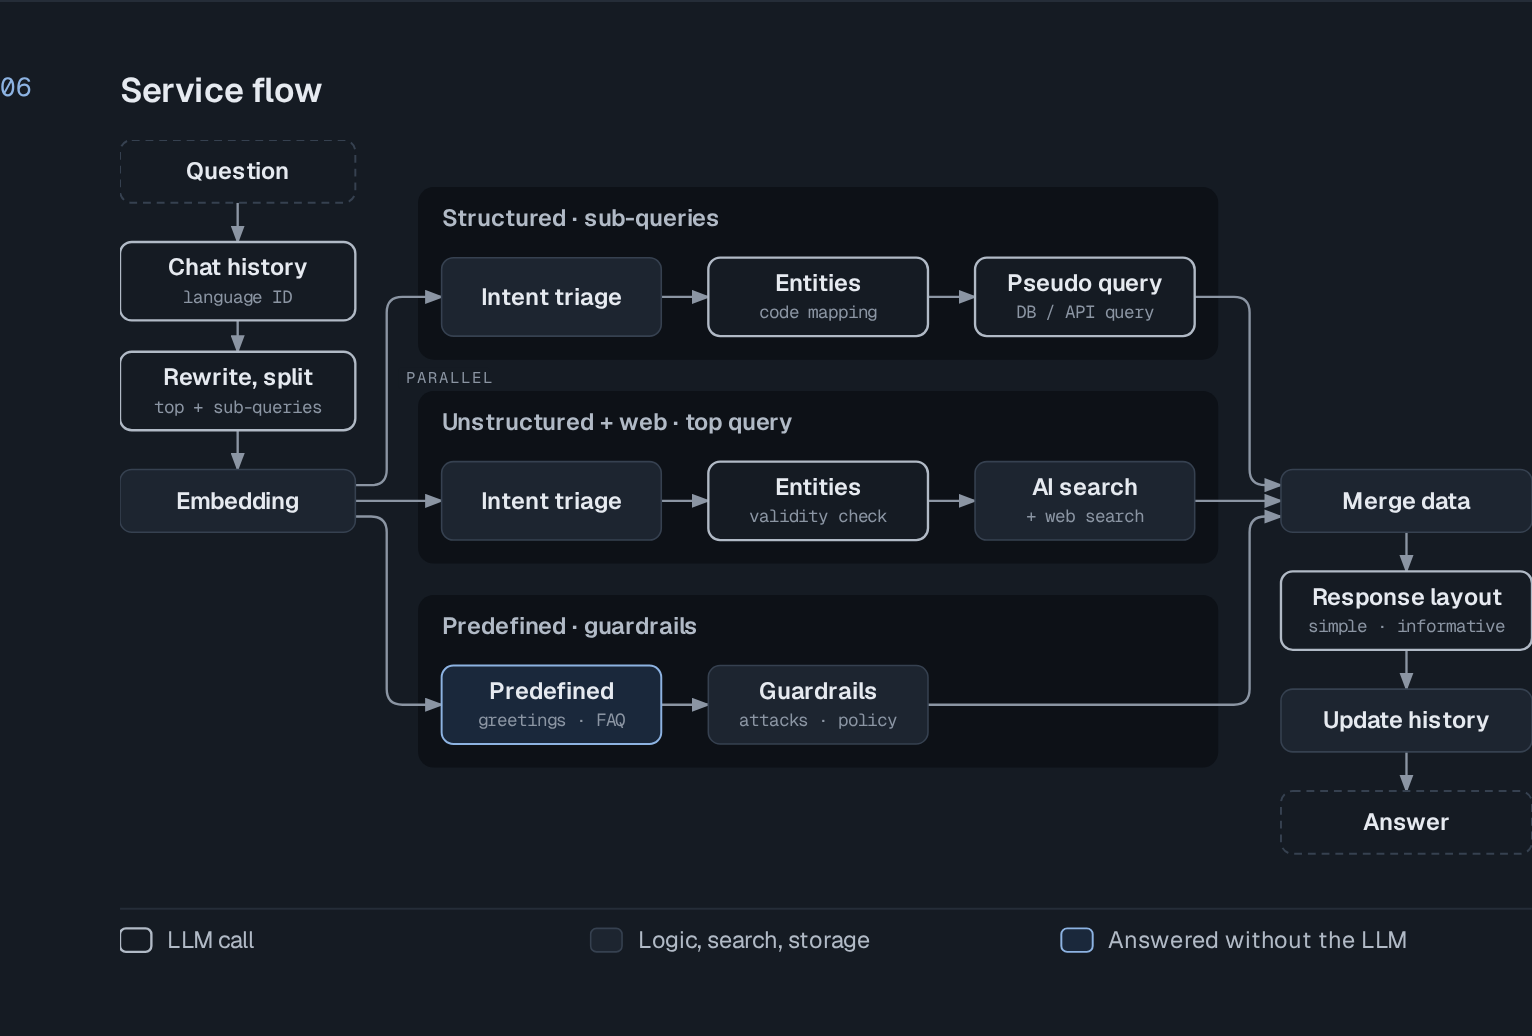 06
Service flow
Question
Chat history
language ID
Rewrite, split
top + sub-queries
Embedding
Structured · sub-queries
Intent triage
Entities
code mapping
Pseudo query
DB / API query
PARALLEL
Unstructured + web · top query
Intent triage
Entities
validity check
AI search
+ web search
Predefined · guardrails
Predefined
greetings · FAQ
Guardrails
attacks · policy
Merge data
Response layout
simple · informative
Update history
Answer
LLM call
Logic, search, storage
Answered without the LLM